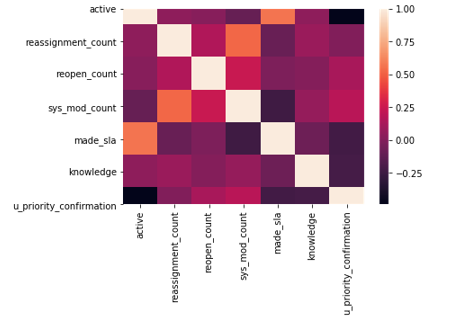 active
reassignment_count
reopen_count
sys_mod_count
made_sla
knowledge
u_priority_confirmation
active
reassignment_count
reopen_count
sys_mod_count
made_sla
knowledge
u_priority_confirmation
1.00
0.75
0.50
0.25
0.00
−0.25